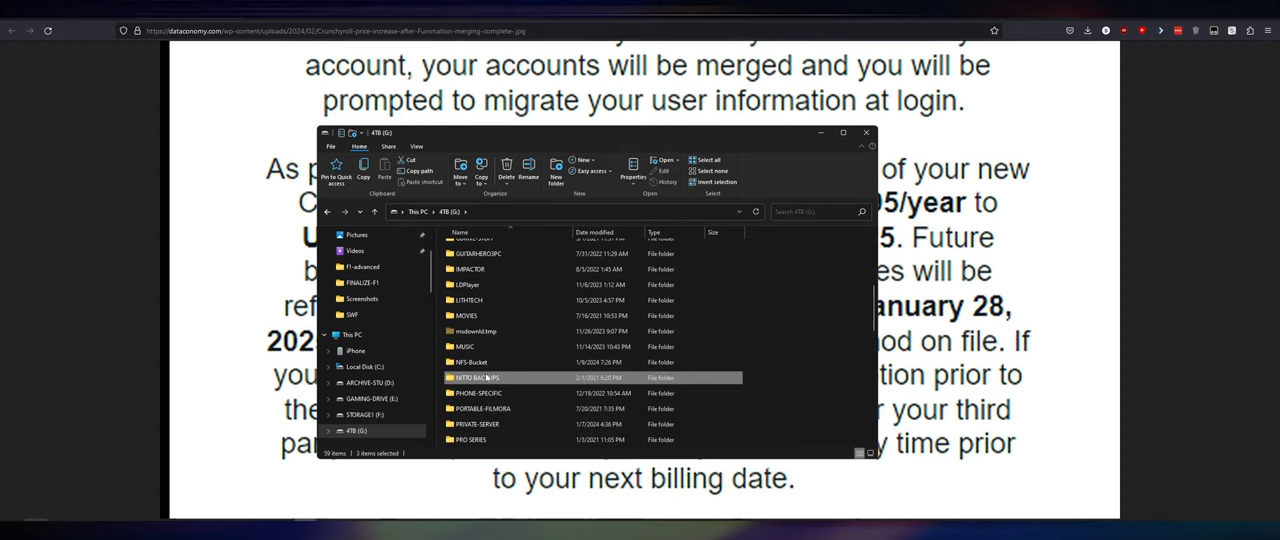 https://dataconomy.com/wp-content/uploads/2024/02/Crunchyroll-price-increase-after-Funimation-merging-complete-.jpg
account, your accounts will be merged and you will be
prompted to migrate your user information at login.
As
of your new
C
95/year to
U
5. Future
b
es will be
ref
anuary 28,
202
od on file. If
you
tion prior to
the
r your third
par
y time prior
to your next billing date.
4TB (G:)
File
Home
Share
View
Pin to Quick access
Copy
Paste
Cut
Copy path
Paste shortcut
Clipboard
Move to
Copy to
Delete
Rename
Organize
New folder
New
Easy access
New
Properties
Open
Edit
History
Open
Select all
Select none
Invert selection
Select
This PC
4TB (G:)
Search 4TB (G:)
Pictures
Videos
f1-advanced
FINALIZE-F1
Screenshots
SWF
This PC
iPhone
Local Disk (C:)
ARCHIVE-STU (D:)
GAMING-DRIVE (E:)
STORAGE1 (F:)
4TB (G:)
Name Date modified Type Size
GUITARHERO3PC 7/31/2022 11:29 AM File folder
IMPACTOR 8/5/2022 1:45 AM File folder
LDPlayer 11/6/2023 1:12 AM File folder
LITHTECH 10/5/2023 4:57 PM File folder
MOVIES 7/16/2021 10:53 PM File folder
msdownld.tmp 11/26/2023 9:07 PM File folder
MUSIC 11/14/2023 10:43 PM File folder
NFS-Bucket 1/9/2024 7:26 PM File folder
NITTO BACKUPS 2/1/2021 6:20 PM File folder
PHONE-SPECIFIC 12/19/2022 10:54 AM File folder
PORTABLE-FILMORA 7/20/2021 7:35 PM File folder
PRIVATE-SERVER 1/7/2024 4:36 PM File folder
PRO SERIES 1/3/2021 11:05 PM File folder
59 items
3 items selected